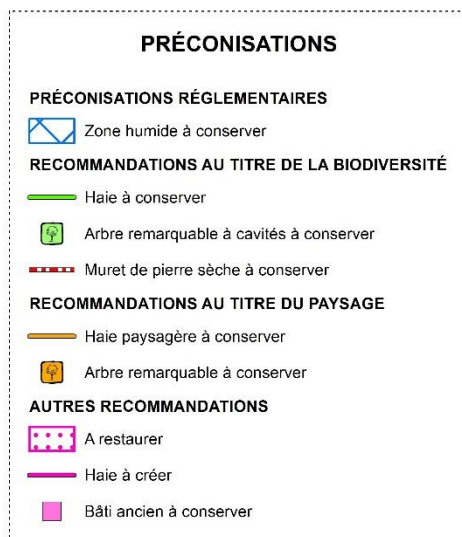 PRÉCONISATIONS
PRÉCONISATIONS RÉGLEMENTAIRES
Zone humide à conserver
RECOMMANDATIONS AU TITRE DE LA BIODIVERSITÉ
Haie à conserver
Arbre remarquable à cavités à conserver
Muret de pierre sèche à conserver
RECOMMANDATIONS AU TITRE DU PAYSAGE
Haie paysagère à conserver
Arbre remarquable à conserver
AUTRES RECOMMANDATIONS
A restaurer
Haie à créer
Bâti ancien à conserver